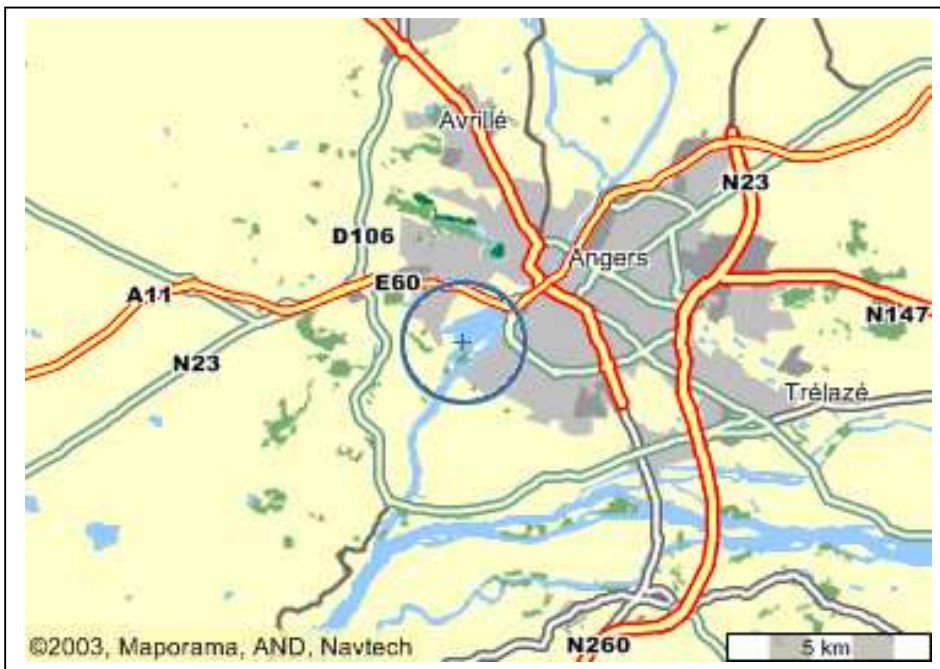 Avrillé
N23
D106
Angers
E60
A11
N147
N23
Trélazé
©2003, Maporama, AND, Navtech
N260
5 km